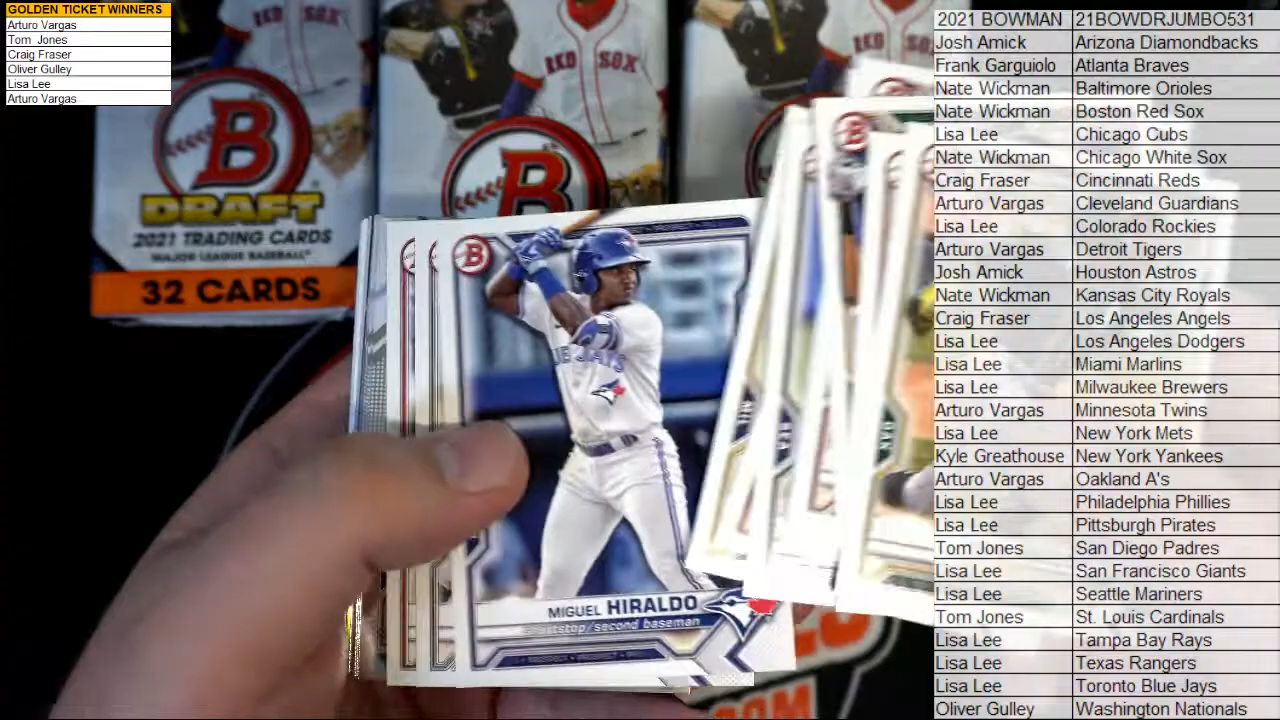 GOLDEN TICKET WINNERS
Arturo Vargas
Tom Jones
Craig Fraser
Oliver Gulley
Lisa Lee
Arturo Vargas
2021 BOWMAN 21BOWDRJUMBO531
Josh Amick Arizona Diamondbacks
Frank Garguiolo Atlanta Braves
Nate Wickman Baltimore Orioles
Nate Wickman Boston Red Sox
Lisa Lee Chicago Cubs
Nate Wickman Chicago White Sox
Craig Fraser Cincinnati Reds
Arturo Vargas Cleveland Guardians
Lisa Lee Colorado Rockies
Arturo Vargas Detroit Tigers
Josh Amick Houston Astros
Nate Wickman Kansas City Royals
Craig Fraser Los Angeles Angels
Lisa Lee Los Angeles Dodgers
Lisa Lee Miami Marlins
Lisa Lee Milwaukee Brewers
Arturo Vargas Minnesota Twins
Lisa Lee New York Mets
Kyle Greathouse New York Yankees
Arturo Vargas Oakland A's
Lisa Lee Philadelphia Phillies
Lisa Lee Pittsburgh Pirates
Tom Jones San Diego Padres
Lisa Lee San Francisco Giants
Lisa Lee Seattle Mariners
Tom Jones St. Louis Cardinals
Lisa Lee Tampa Bay Rays
Lisa Lee Texas Rangers
Lisa Lee Toronto Blue Jays
Oliver Gulley Washington Nationals
RED SOX
RED SOX
B
DRAFT
2021 TRADING CARDS
MAJOR LEAGUE BASEBALL
32 CARDS
B
B
MIGUEL HIRALDO
shortstop/second baseman